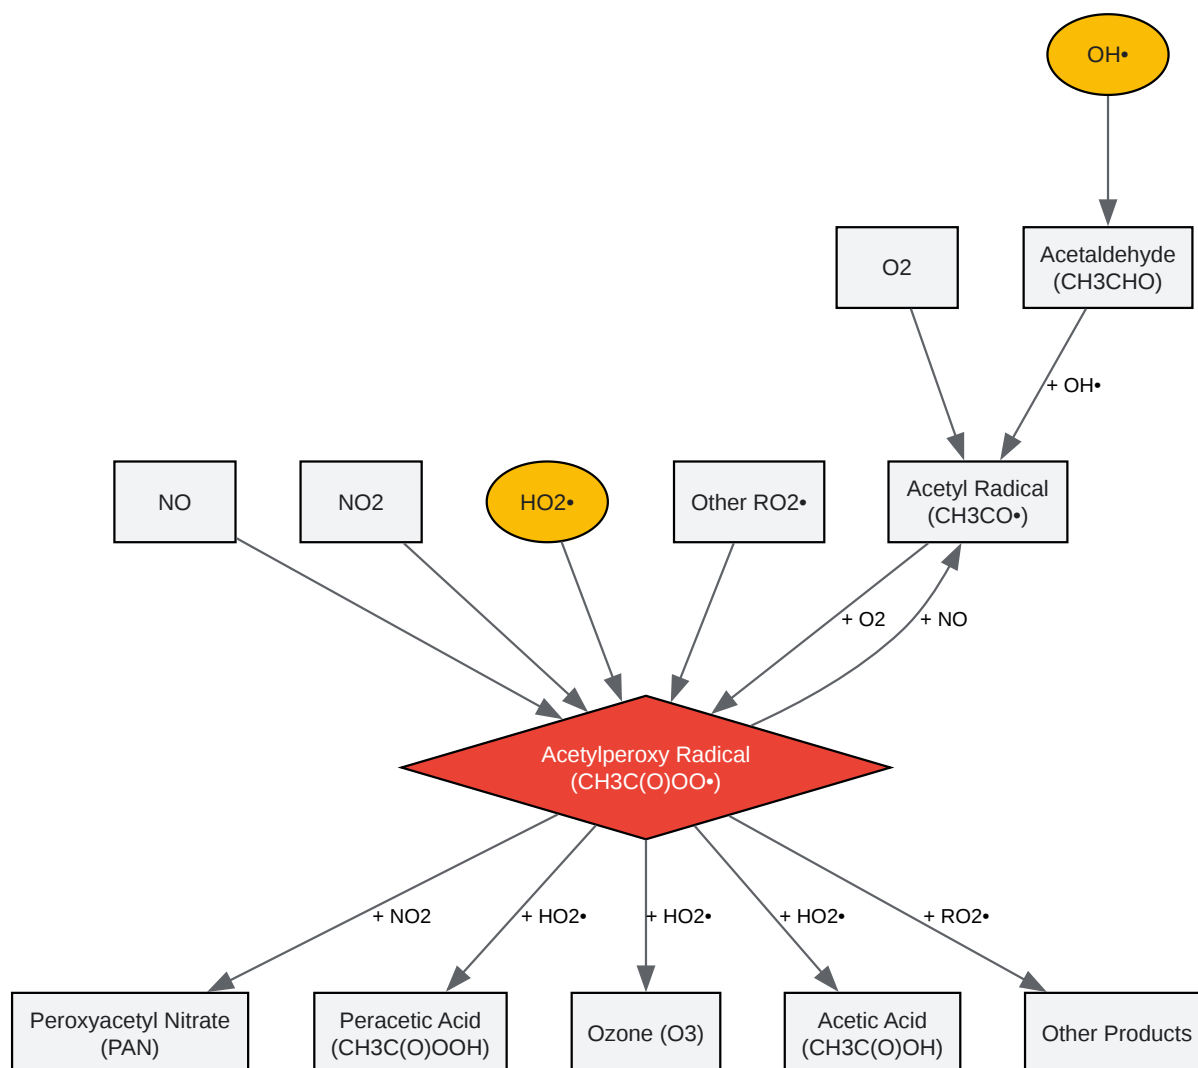 OH•
O2
Acetaldehyde
(CH3CHO)
+ OH•
NO
NO2
HO2•
Other RO2•
Acetyl Radical
(CH3CO•)
+ O2
+ NO
Acetylperoxy Radical
(CH3C(O)OO•)
+ NO2
+ HO2•
+ HO2•
+ HO2•
+ RO2•
Peroxyacetyl Nitrate
(PAN)
Peracetic Acid
(CH3C(O)OOH)
Ozone (O3)
Acetic Acid
(CH3C(O)OH)
Other Products